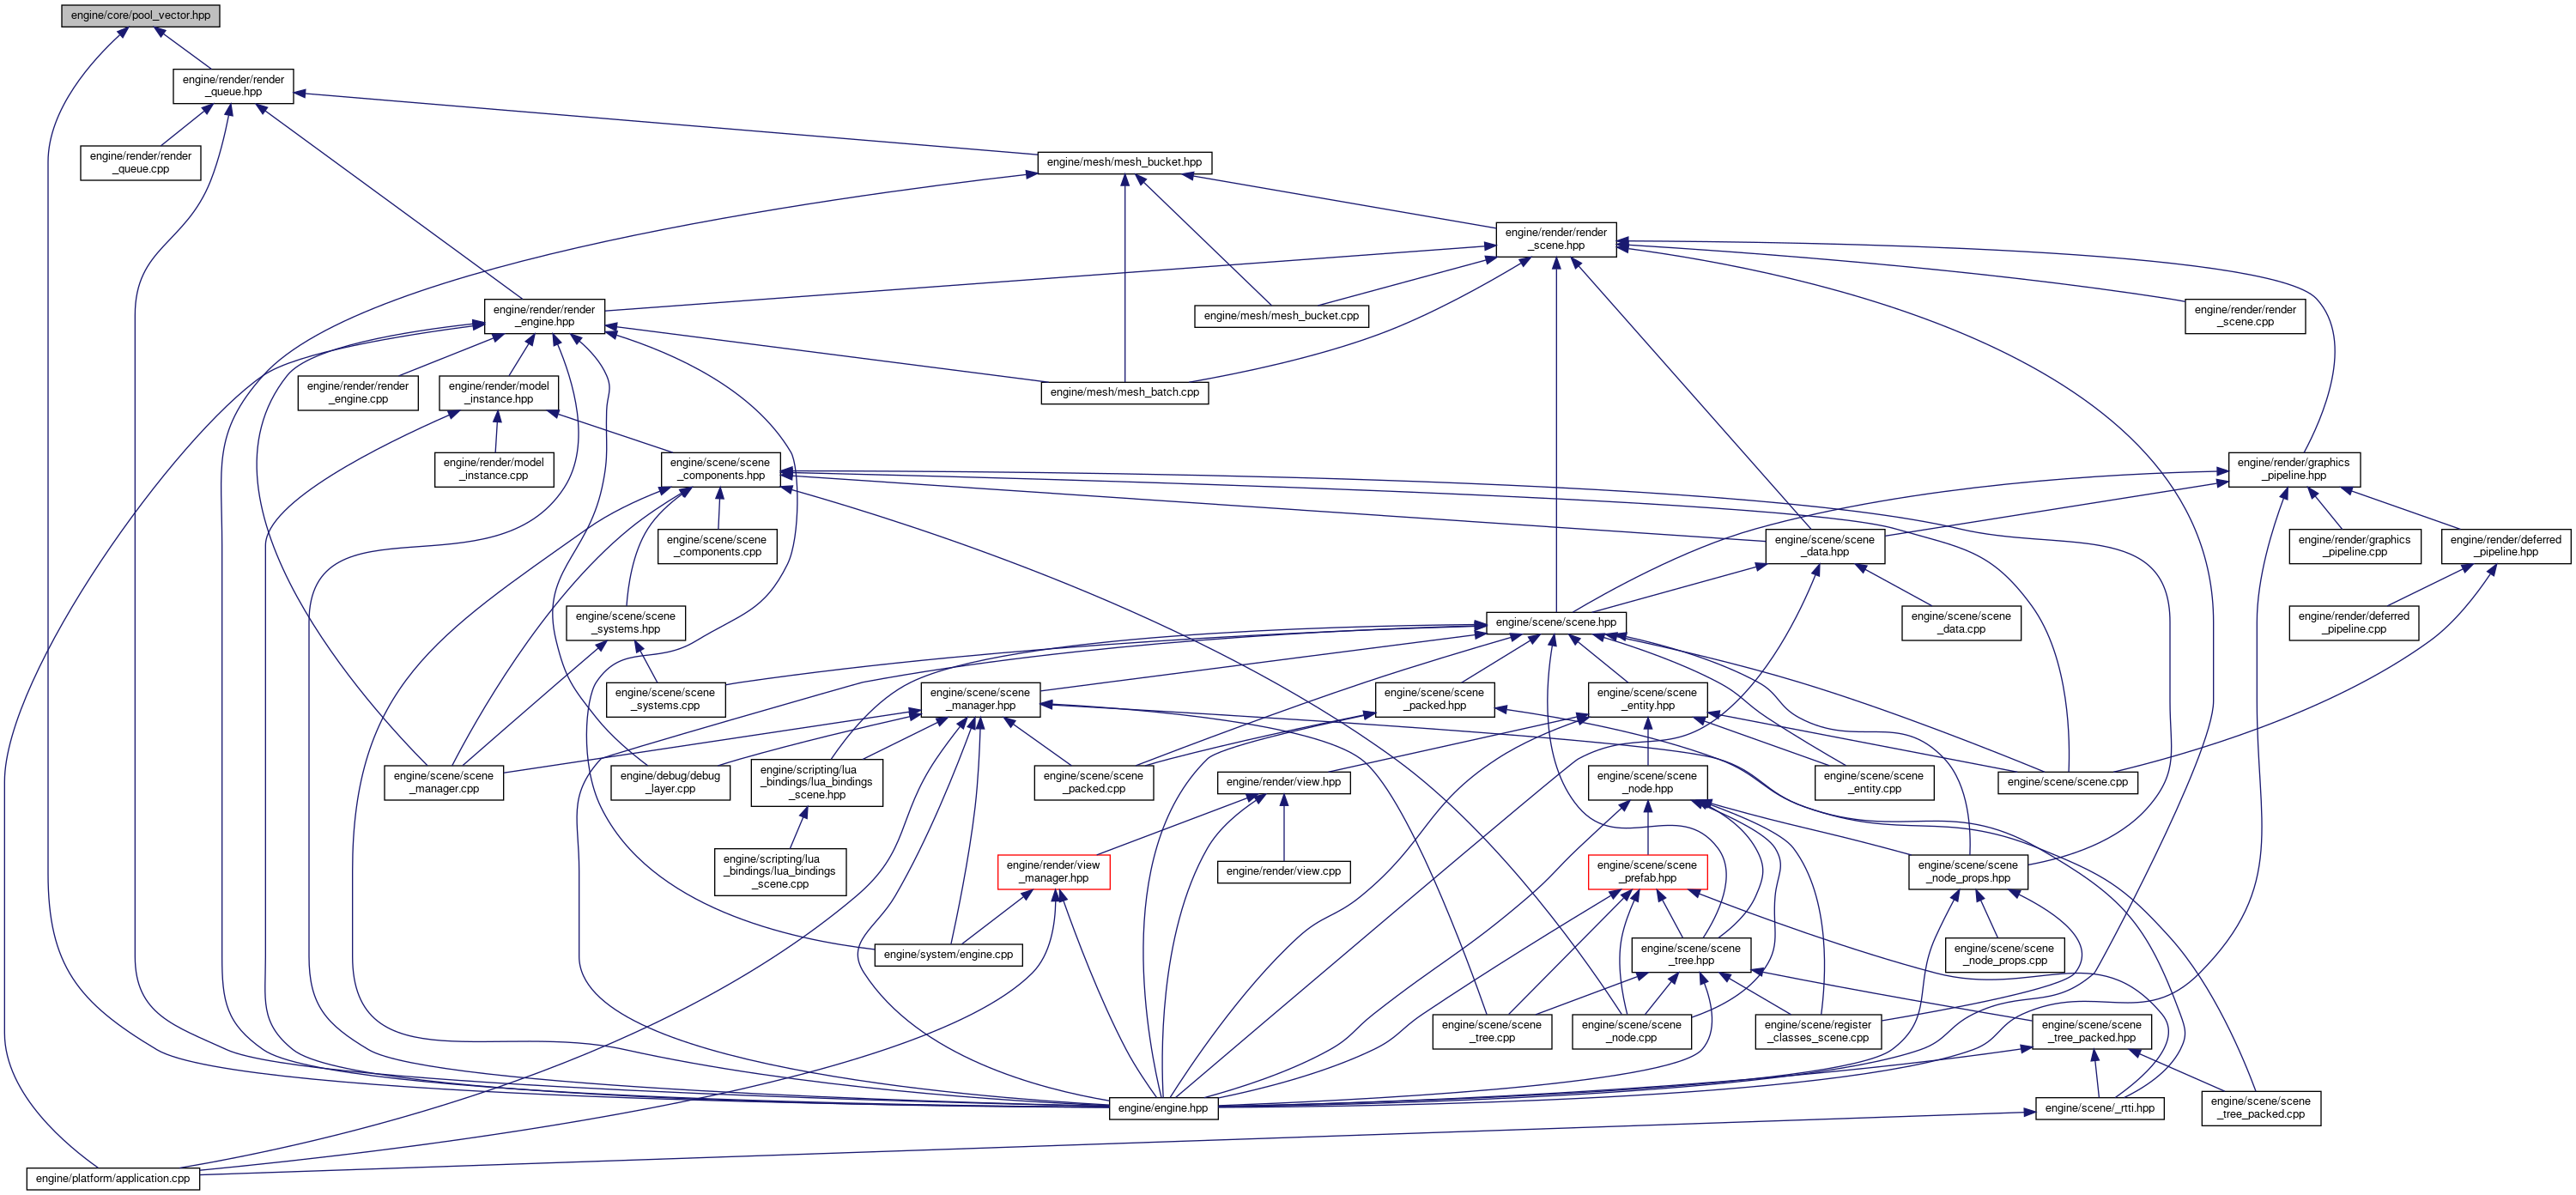 engine/core/pool_vector.hpp
engine/render/render
_queue.hpp
engine/render/render
_queue.cpp
engine/mesh/mesh_bucket.hpp
engine/render/render
_scene.hpp
engine/render/render
_engine.hpp
engine/mesh/mesh_bucket.cpp
engine/render/render
_scene.cpp
engine/render/render
_engine.cpp
engine/render/model
_instance.hpp
engine/mesh/mesh_batch.cpp
engine/render/model
_instance.cpp
engine/scene/scene
_components.hpp
engine/render/graphics
_pipeline.hpp
engine/scene/scene
_components.cpp
engine/scene/scene
_data.hpp
engine/render/graphics
_pipeline.cpp
engine/render/deferred
_pipeline.hpp
engine/scene/scene
_systems.hpp
engine/scene/scene.hpp
engine/scene/scene
_data.cpp
engine/render/deferred
_pipeline.cpp
engine/scene/scene
_systems.cpp
engine/scene/scene
_manager.hpp
engine/scene/scene
_packed.hpp
engine/scene/scene
_entity.hpp
engine/scene/scene
_manager.cpp
engine/debug/debug
_layer.cpp
engine/scripting/lua
_bindings/lua_bindings
_scene.hpp
engine/scene/scene
_packed.cpp
engine/render/view.hpp
engine/scene/scene
_node.hpp
engine/scene/scene
_entity.cpp
engine/scene/scene.cpp
engine/scripting/lua
_bindings/lua_bindings
_scene.cpp
engine/render/view
_manager.hpp
engine/render/view.cpp
engine/scene/scene
_prefab.hpp
engine/scene/scene
_node_props.hpp
engine/system/engine.cpp
engine/scene/scene
_tree.hpp
engine/scene/scene
_node_props.cpp
engine/scene/scene
_tree.cpp
engine/scene/scene
_node.cpp
engine/scene/register
_classes_scene.cpp
engine/scene/scene
_tree_packed.hpp
engine/engine.hpp
engine/scene/_rtti.hpp
engine/scene/scene
_tree_packed.cpp
engine/platform/application.cpp